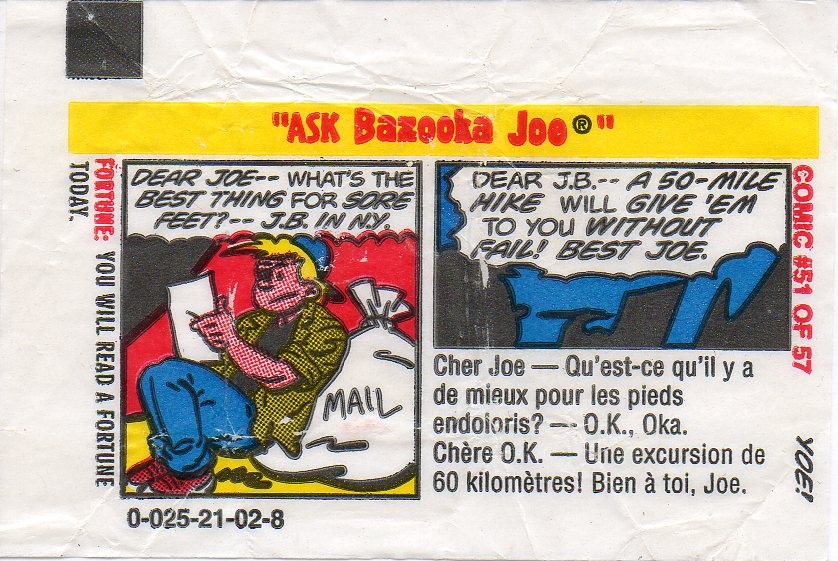 "ASK Bazooka Joe®"
FORTUNE: YOU WILL READ A FORTUNE
TODAY.
DEAR JOE-- WHAT'S THE
BEST THING FOR SORE
FEET?-- J.B. IN NY.
MAIL
DEAR J.B.-- A 50-MILE
HIKE WILL GIVE 'EM
TO YOU WITHOUT
FAIL! BEST JOE.
COMIC #51 OF 57
YOE!
Cher Joe — Qu'est-ce qu'il y a
de mieux pour les pieds
endoloris? — O.K., Oka.
Chère O.K. — Une excursion de
60 kilomètres! Bien à toi, Joe.
0-025-21-02-8